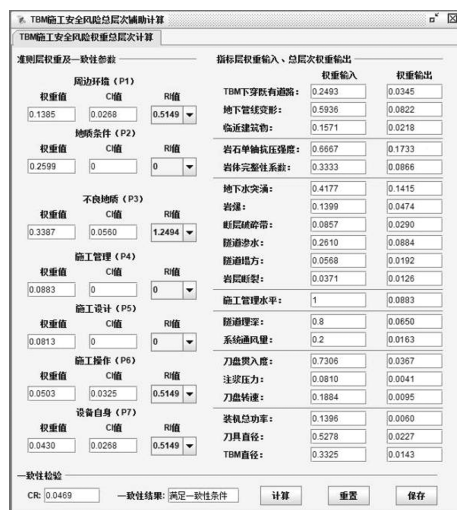 TBM施工安全风险总层次辅助计算
TBM施工安全风险权重总层次计算
准则层权重及一致性参数
周边环境（P1）
权重值 CI值 RI值
0.1385 0.0268 0.5149
地质条件（P2）
权重值 CI值 RI值
0.2599 0 0
不良地质（P3）
权重值 CI值 RI值
0.3387 0.0560 1.2494
施工管理（P4）
权重值 CI值 RI值
0.0883 0 0
施工设计（P5）
权重值 CI值 RI值
0.0813 0 0
施工操作（P6）
权重值 CI值 RI值
0.0503 0.0325 0.5149
设备自身（P7）
权重值 CI值 RI值
0.0430 0.0268 0.5149
指标层权重输入、总层次权重输出
权重输入 权重输出
TBM下穿既有道路： 0.2493 0.0345
地下管线变形： 0.5936 0.0822
临近建筑物： 0.1571 0.0218
岩石单轴抗压强度： 0.6667 0.1733
岩体完整性系数： 0.3333 0.0866
地下水突涌： 0.4177 0.1415
岩爆： 0.1399 0.0474
断层破碎带： 0.0857 0.0290
隧道渗水： 0.2610 0.0884
隧道塌方： 0.0568 0.0192
岩层断裂： 0.0371 0.0126
施工管理水平： 1 0.0883
隧道埋深： 0.8 0.0650
系统通风量： 0.2 0.0163
刀盘贯入度： 0.7306 0.0367
注浆压力： 0.0810 0.0041
刀盘转速： 0.1884 0.0095
装机总功率： 0.1396 0.0060
刀具直径： 0.5278 0.0227
TBM直径： 0.3325 0.0143
一致性检验
CR: 0.0469 一致性结果: 满足一致性条件 计算 重置 保存